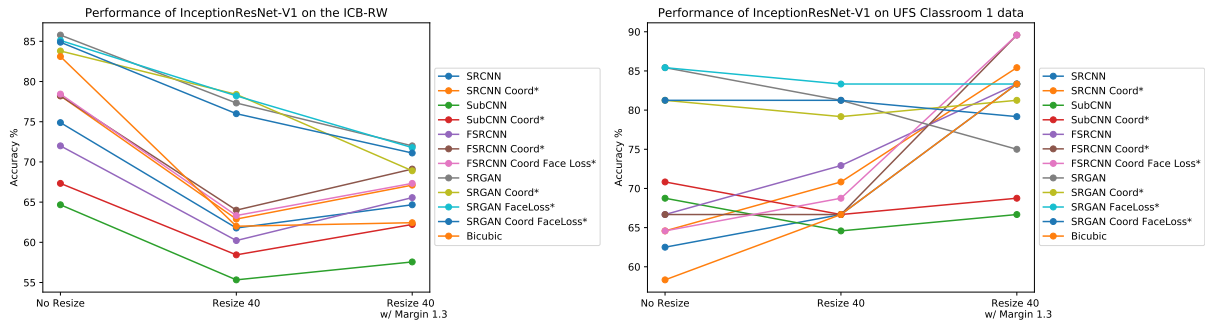 Performance of InceptionResNet-V1 on the ICB-RW
Accuracy %
85
80
75
70
65
60
55
No Resize
Resize 40
Resize 40
w/ Margin 1.3
SRCNN
SRCNN Coord*
SubCNN
SubCNN Coord*
FSRCNN
FSRCNN Coord*
FSRCNN Coord Face Loss*
SRGAN
SRGAN Coord*
SRGAN FaceLoss*
SRGAN Coord FaceLoss*
Bicubic
Performance of InceptionResNet-V1 on UFS Classroom 1 data
Accuracy %
90
85
80
75
70
65
60
No Resize
Resize 40
Resize 40
w/ Margin 1.3
SRCNN
SRCNN Coord*
SubCNN
SubCNN Coord*
FSRCNN
FSRCNN Coord*
FSRCNN Coord Face Loss*
SRGAN
SRGAN Coord*
SRGAN FaceLoss*
SRGAN Coord FaceLoss*
Bicubic